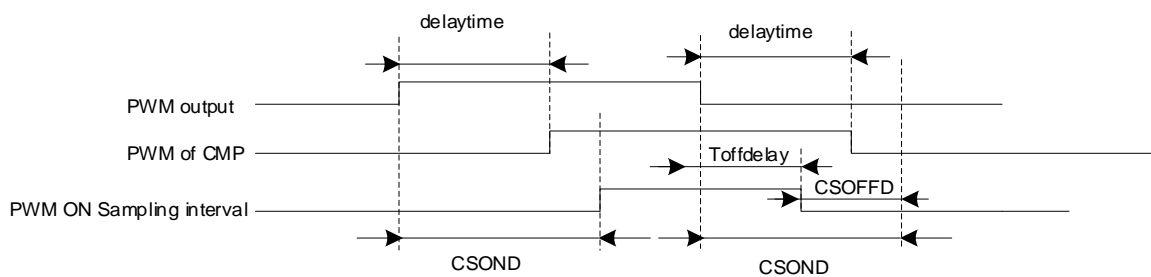 delaytime
delaytime
PWM output
PWM of CMP
Toffdelay
CSOFFD
PWM ON Sampling interval
CSOND
CSOND